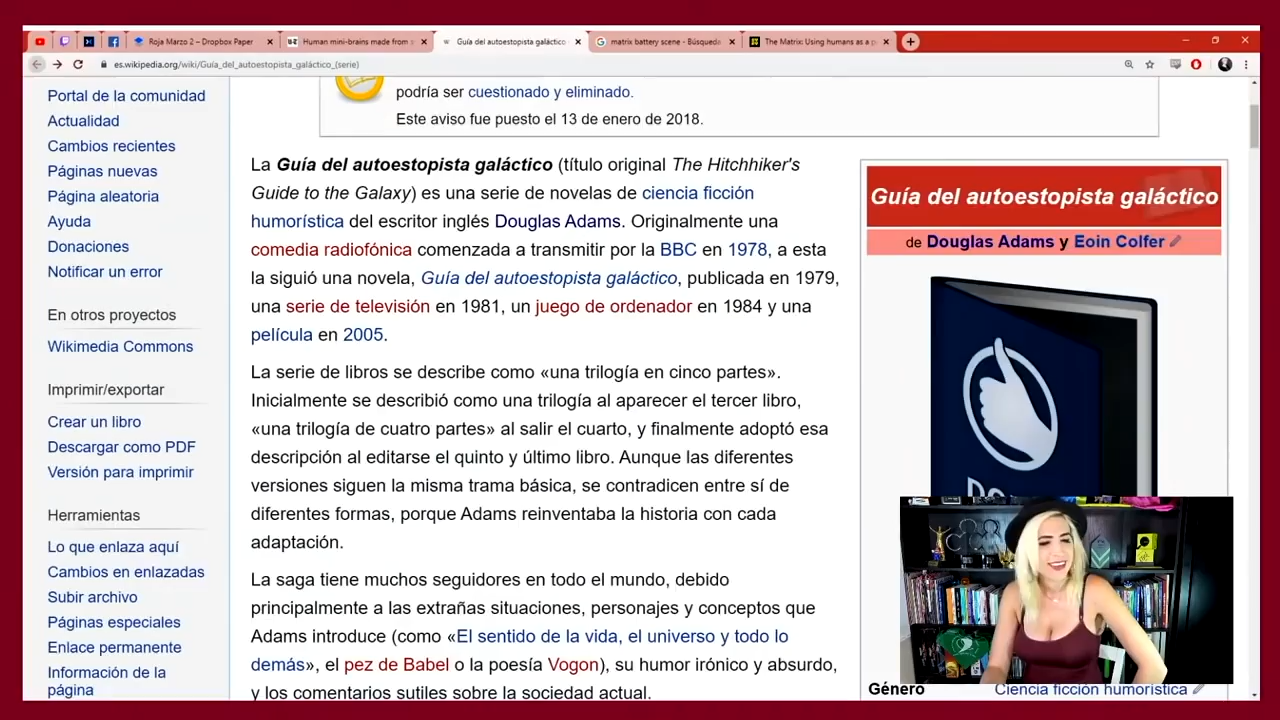 Roja Marzo 2 – Dropbox Paper
Human mini-brains made from s
Guía del autoestopista galáctico
matrix battery scene - Búsqueda
The Matrix: Using humans as a p
es.wikipedia.org/wiki/Guía_del_autoestopista_galáctico_(serie)
Portal de la comunidad
Actualidad
Cambios recientes
Páginas nuevas
Página aleatoria
Ayuda
Donaciones
Notificar un error
En otros proyectos
Wikimedia Commons
Imprimir/exportar
Crear un libro
Descargar como PDF
Versión para imprimir
Herramientas
Lo que enlaza aquí
Cambios en enlazadas
Subir archivo
Páginas especiales
Enlace permanente
Información de la
página
podría ser cuestionado y eliminado.
Este aviso fue puesto el 13 de enero de 2018.
La Guía del autoestopista galáctico (título original The Hitchhiker's
Guide to the Galaxy) es una serie de novelas de ciencia ficción
humorística del escritor inglés Douglas Adams. Originalmente una
comedia radiofónica comenzada a transmitir por la BBC en 1978, a esta
la siguió una novela, Guía del autoestopista galáctico, publicada en 1979,
una serie de televisión en 1981, un juego de ordenador en 1984 y una
película en 2005.
La serie de libros se describe como «una trilogía en cinco partes».
Inicialmente se describió como una trilogía al aparecer el tercer libro,
«una trilogía de cuatro partes» al salir el cuarto, y finalmente adoptó esa
descripción al editarse el quinto y último libro. Aunque las diferentes
versiones siguen la misma trama básica, se contradicen entre sí de
diferentes formas, porque Adams reinventaba la historia con cada
adaptación.
La saga tiene muchos seguidores en todo el mundo, debido
principalmente a las extrañas situaciones, personajes y conceptos que
Adams introduce (como «El sentido de la vida, el universo y todo lo
demás», el pez de Babel o la poesía Vogon), su humor irónico y absurdo,
y los comentarios sutiles sobre la sociedad actual.
Guía del autoestopista galáctico
de Douglas Adams y Eoin Colfer
Género Ciencia ficción humorística